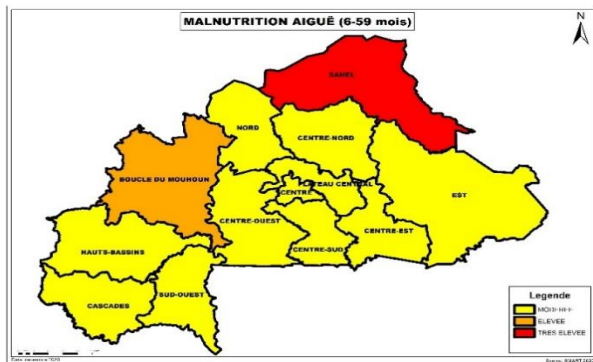 MALNUTRITION AIGUË (6-59 mois)
N
SAHEL
NORD
CENTRE-NORD
BOUCLE DU MOUHOUN
PLATEAU CENTRAL
CENTRE
EST
CENTRE-OUEST
CENTRE-EST
HAUTS-BASSINS
CENTRE-SUD
CASCADES
SUD-OUEST
Legende
ELEVEE
TRES ELEVEE